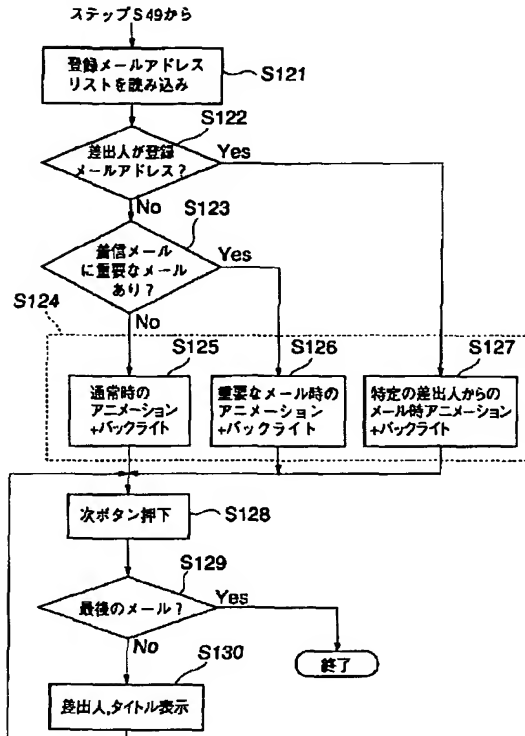 ステップS49から
登録メールアドレス
リストを読み込み
S121
S122
差出人が登録
メールアドレス？
Yes
No
S123
着信メール
に重要なメール
あり？
Yes
S124
No
S125
S126
S127
通常時の
アニメーション
+バックライト
重要なメール時の
アニメーション
+バックライト
特定の差出人からの
メール時アニメーション
+バックライト
次ボタン押下
S128
S129
最後のメール？
Yes
No
終了
S130
差出人,タイトル表示